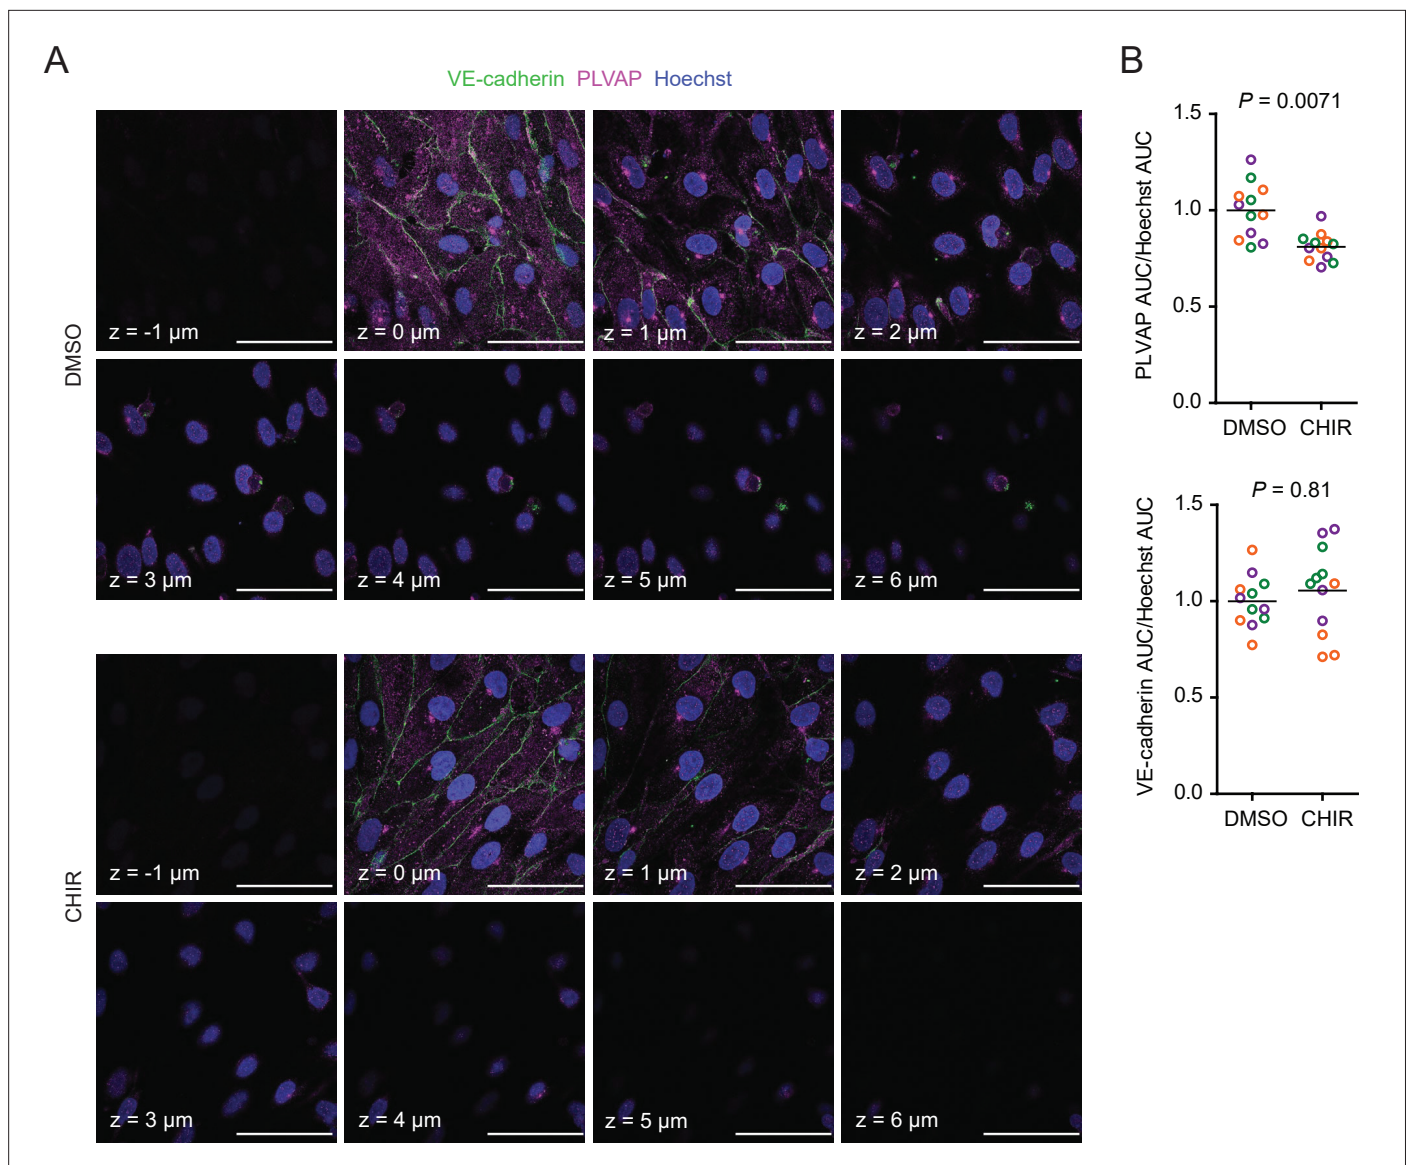 A
VE-cadherin PLVAP Hoechst
DMSO
z = -1 µm
z = 0 µm
z = 1 µm
z = 2 µm
z = 3 µm
z = 4 µm
z = 5 µm
z = 6 µm
CHIR
z = -1 µm
z = 0 µm
z = 1 µm
z = 2 µm
z = 3 µm
z = 4 µm
z = 5 µm
z = 6 µm
B
P = 0.0071
PLVAP AUC/Hoechst AUC
1.5
1.0
0.5
0.0
DMSO CHIR
P = 0.81
VE-cadherin AUC/Hoechst AUC
1.5
1.0
0.5
0.0
DMSO CHIR